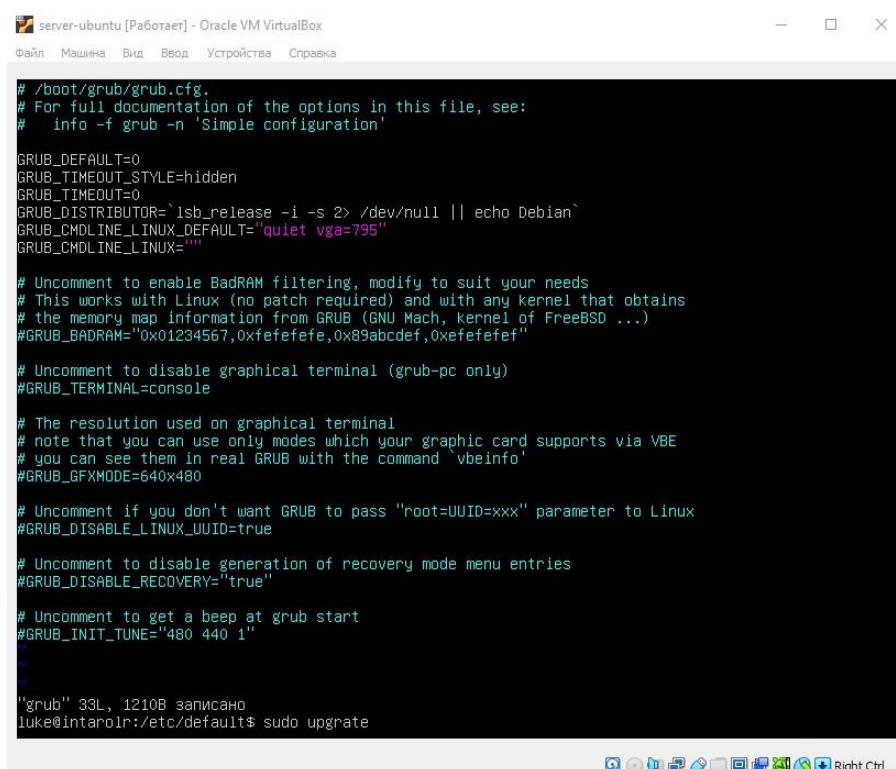 server-ubuntu [Работает] - Oracle VM VirtualBox
Файл Машина Вид Ввод Устройства Справка
# /boot/grub/grub.cfg.
# For full documentation of the options in this file, see:
#   info -f grub -n 'Simple configuration'
GRUB_DEFAULT=0
GRUB_TIMEOUT_STYLE=hidden
GRUB_TIMEOUT=0
GRUB_DISTRIBUTOR=`lsb_release -i -s 2> /dev/null || echo Debian`
GRUB_CMDLINE_LINUX_DEFAULT="quiet vga=795"
GRUB_CMDLINE_LINUX=""
# Uncomment to enable BadRAM filtering, modify to suit your needs
# This works with Linux (no patch required) and with any kernel that obtains
# the memory map information from GRUB (GNU Mach, kernel of FreeBSD ...)
#GRUB_BADRAM="0x01234567,0xfefefefe,0x89abcdef,0xefefefef"
# Uncomment to disable graphical terminal (grub-pc only)
#GRUB_TERMINAL=console
# The resolution used on graphical terminal
# note that you can use only modes which your graphic card supports via VBE
# you can see them in real GRUB with the command `vbeinfo'
#GRUB_GFXMODE=640x480
# Uncomment if you don't want GRUB to pass "root=UUID=xxx" parameter to Linux
#GRUB_DISABLE_LINUX_UUID=true
# Uncomment to disable generation of recovery mode menu entries
#GRUB_DISABLE_RECOVERY="true"
# Uncomment to get a beep at grub start
#GRUB_INIT_TUNE="480 440 1"
~
~
~
"grub" 33L, 1210B записано
luke@intarolr:/etc/default$ sudo upgrate
Right Ctrl